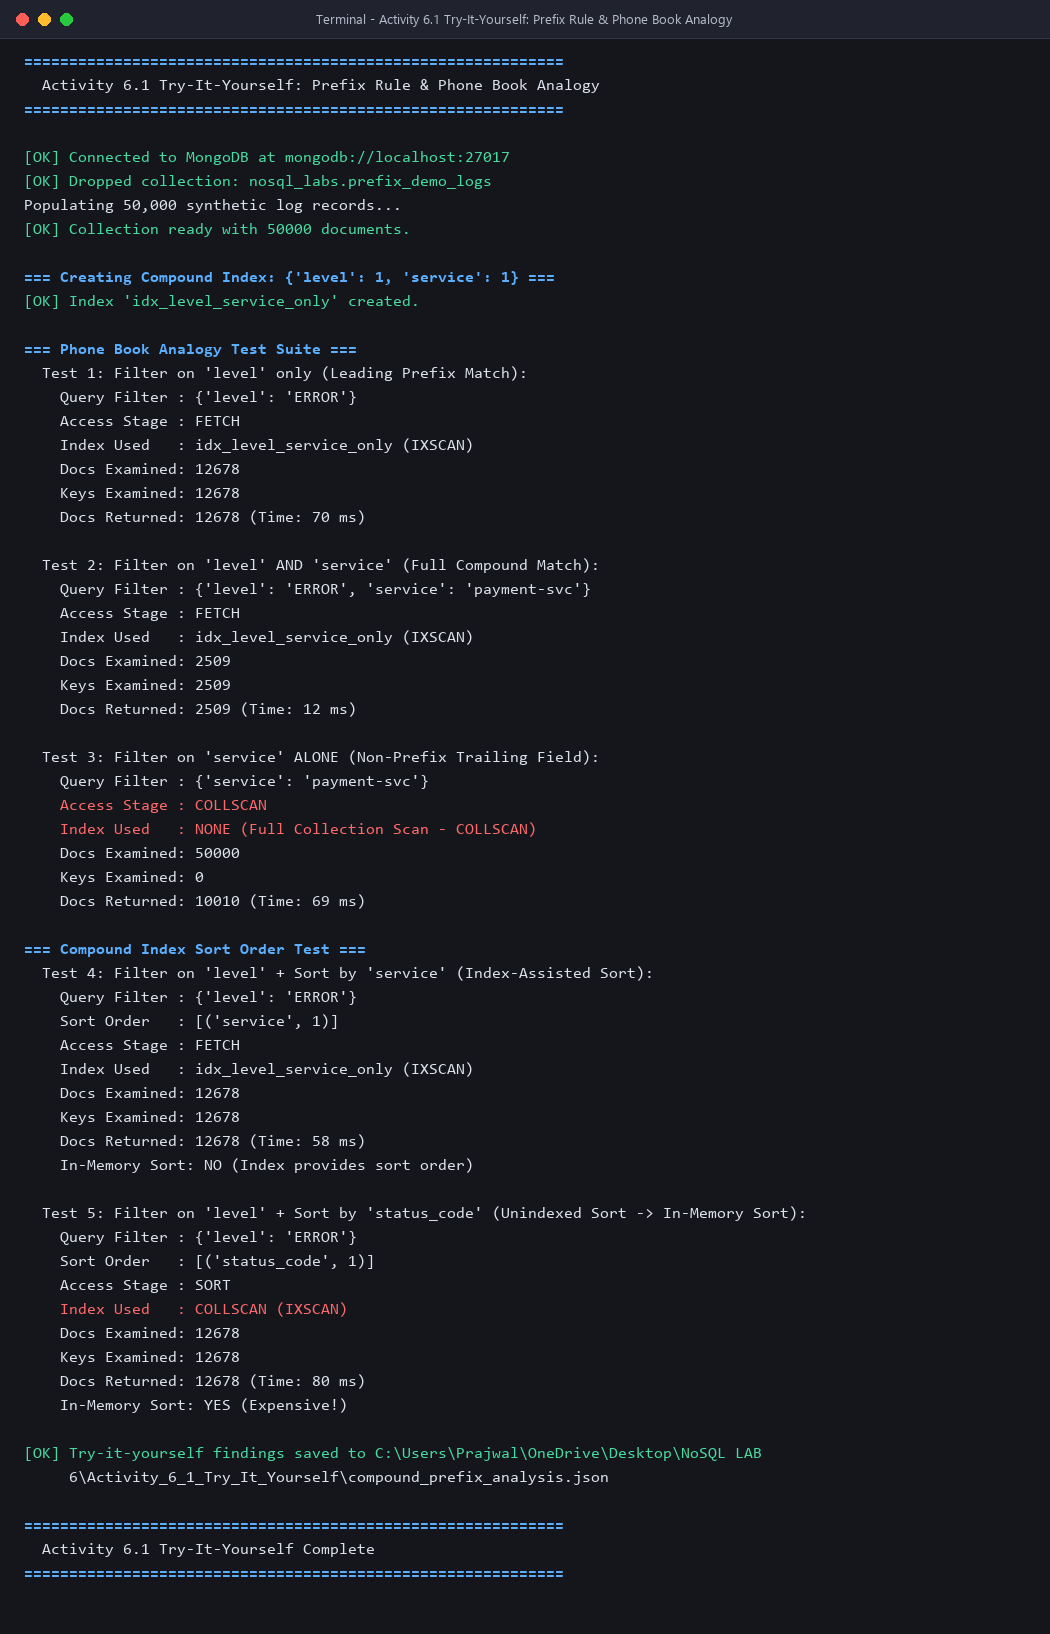 Terminal - Activity 6.1 Try-It-Yourself: Prefix Rule & Phone Book Analogy
============================================================
Activity 6.1 Try-It-Yourself: Prefix Rule & Phone Book Analogy
============================================================
[OK] Connected to MongoDB at mongodb://localhost:27017
[OK] Dropped collection: nosql_labs.prefix_demo_logs
Populating 50,000 synthetic log records...
[OK] Collection ready with 50000 documents.
=== Creating Compound Index: {'level': 1, 'service': 1} ===
[OK] Index 'idx_level_service_only' created.
=== Phone Book Analogy Test Suite ===
Test 1: Filter on 'level' only (Leading Prefix Match):
Query Filter : {'level': 'ERROR'}
Access Stage : FETCH
Index Used   : idx_level_service_only (IXSCAN)
Docs Examined: 12678
Keys Examined: 12678
Docs Returned: 12678 (Time: 70 ms)
Test 2: Filter on 'level' AND 'service' (Full Compound Match):
Query Filter : {'level': 'ERROR', 'service': 'payment-svc'}
Access Stage : FETCH
Index Used   : idx_level_service_only (IXSCAN)
Docs Examined: 2509
Keys Examined: 2509
Docs Returned: 2509 (Time: 12 ms)
Test 3: Filter on 'service' ALONE (Non-Prefix Trailing Field):
Query Filter : {'service': 'payment-svc'}
Access Stage : COLLSCAN
Index Used   : NONE (Full Collection Scan - COLLSCAN)
Docs Examined: 50000
Keys Examined: 0
Docs Returned: 10010 (Time: 69 ms)
=== Compound Index Sort Order Test ===
Test 4: Filter on 'level' + Sort by 'service' (Index-Assisted Sort):
Query Filter : {'level': 'ERROR'}
Sort Order   : [('service', 1)]
Access Stage : FETCH
Index Used   : idx_level_service_only (IXSCAN)
Docs Examined: 12678
Keys Examined: 12678
Docs Returned: 12678 (Time: 58 ms)
In-Memory Sort: NO (Index provides sort order)
Test 5: Filter on 'level' + Sort by 'status_code' (Unindexed Sort -> In-Memory Sort):
Query Filter : {'level': 'ERROR'}
Sort Order   : [('status_code', 1)]
Access Stage : SORT
Index Used   : COLLSCAN (IXSCAN)
Docs Examined: 12678
Keys Examined: 12678
Docs Returned: 12678 (Time: 80 ms)
In-Memory Sort: YES (Expensive!)
[OK] Try-it-yourself findings saved to C:\Users\Prajwal\OneDrive\Desktop\NoSQL LAB
6\Activity_6_1_Try_It_Yourself\compound_prefix_analysis.json
============================================================
Activity 6.1 Try-It-Yourself Complete
============================================================